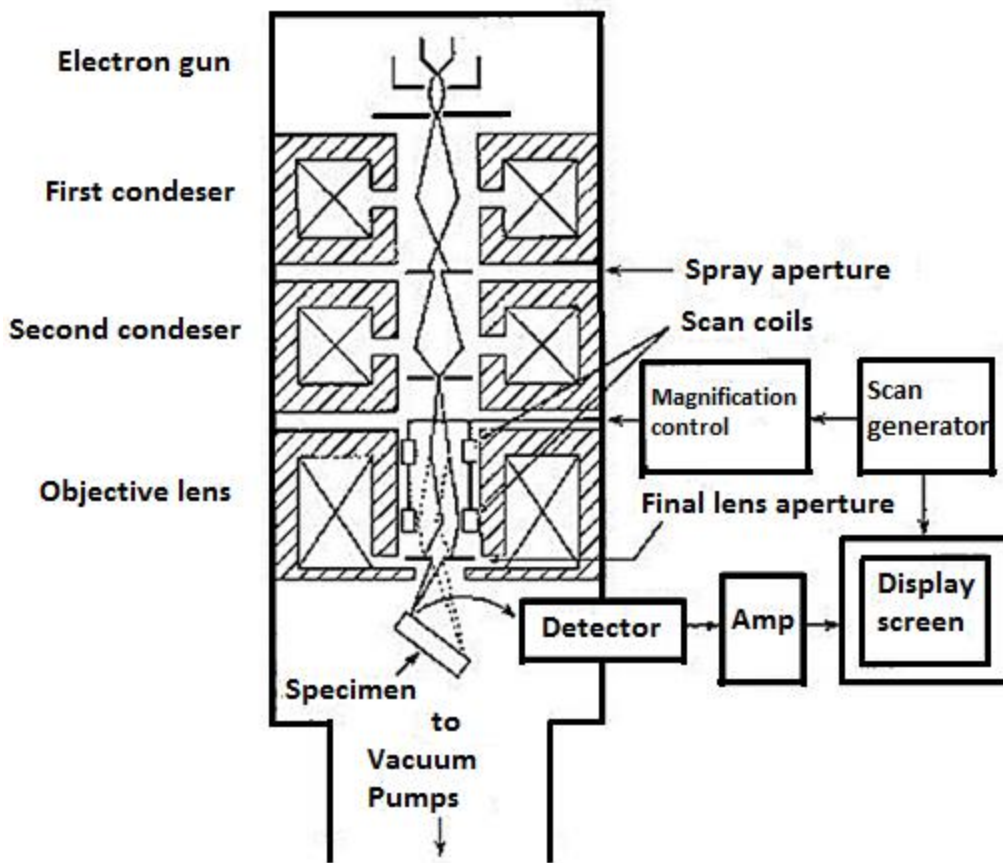 Electron gun
First condeser
Spray aperture
Second condeser
Scan coils
Magnification
control
Scan
generator
Objective lens
Final lens aperture
Display
screen
Detector
Amp
Specimen
to
Vacuum
Pumps